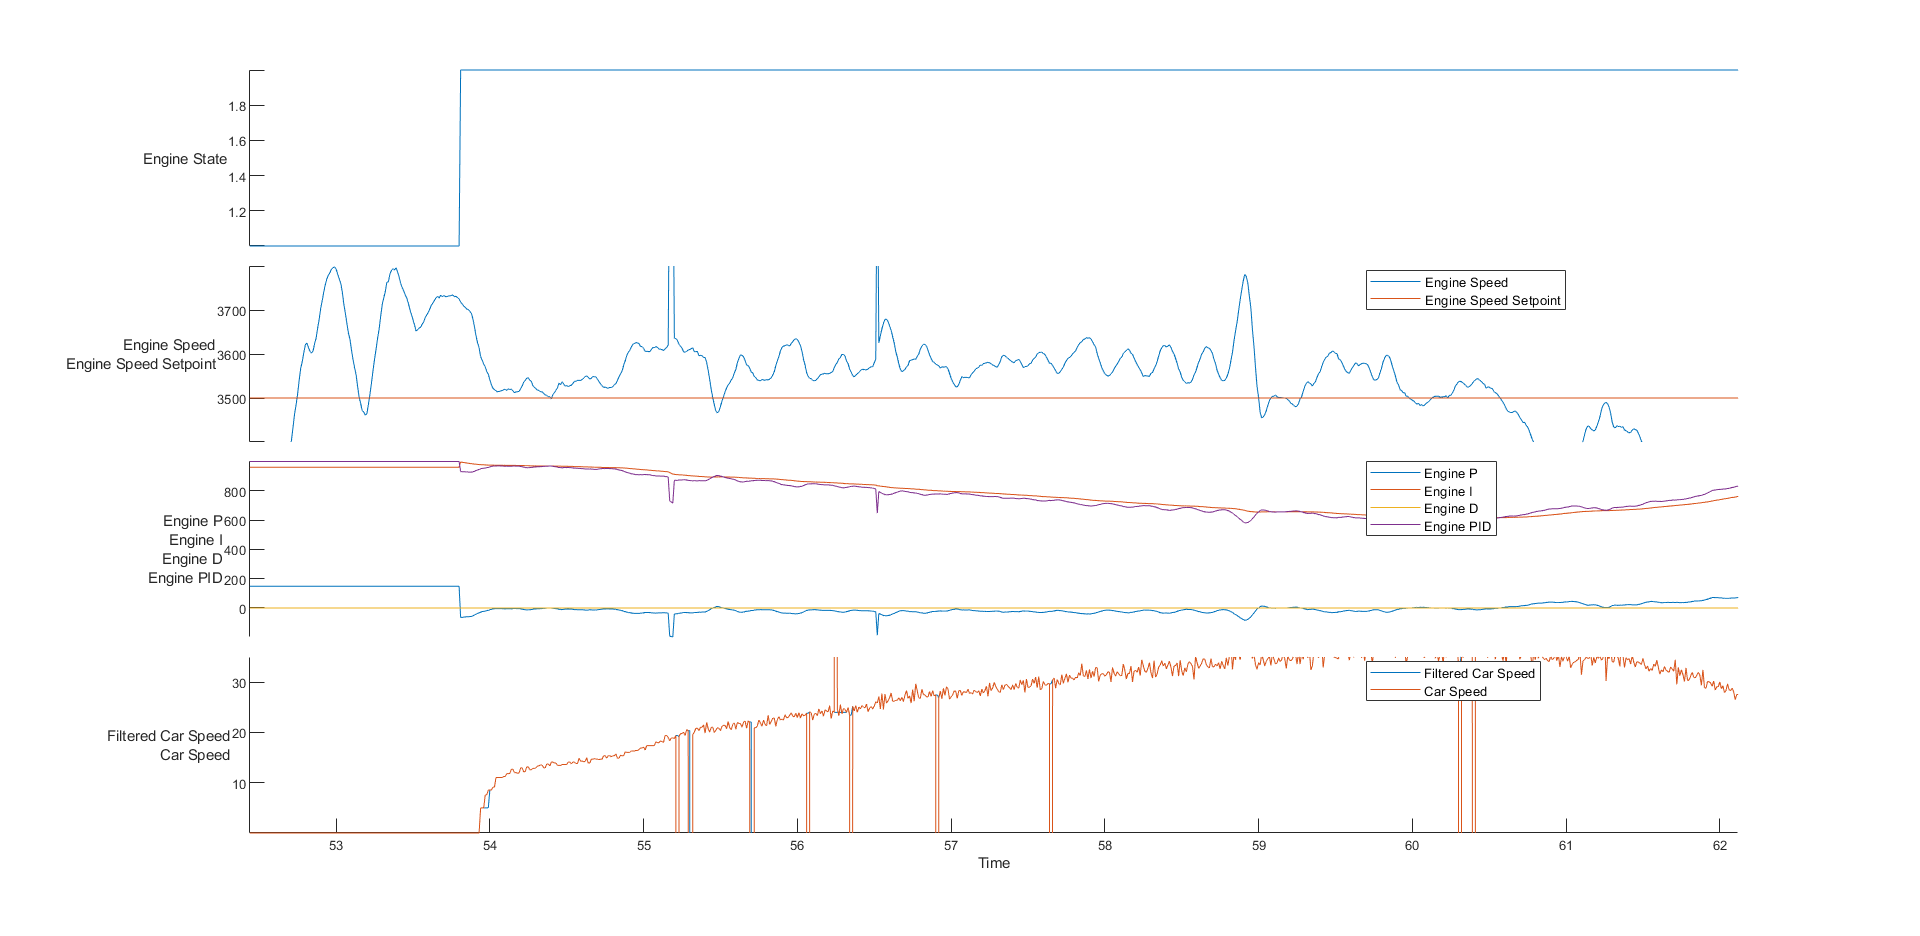 1.8
1.6
1.4
1.2
Engine State
3700
3600
3500
Engine Speed
Engine Speed Setpoint
Engine Speed
Engine Speed Setpoint
800
600
400
200
0
Engine P
Engine I
Engine D
Engine PID
Engine P
Engine I
Engine D
Engine PID
30
20
10
Filtered Car Speed
Car Speed
Filtered Car Speed
Car Speed
53 54 55 56 57 58 59 60 61 62
Time